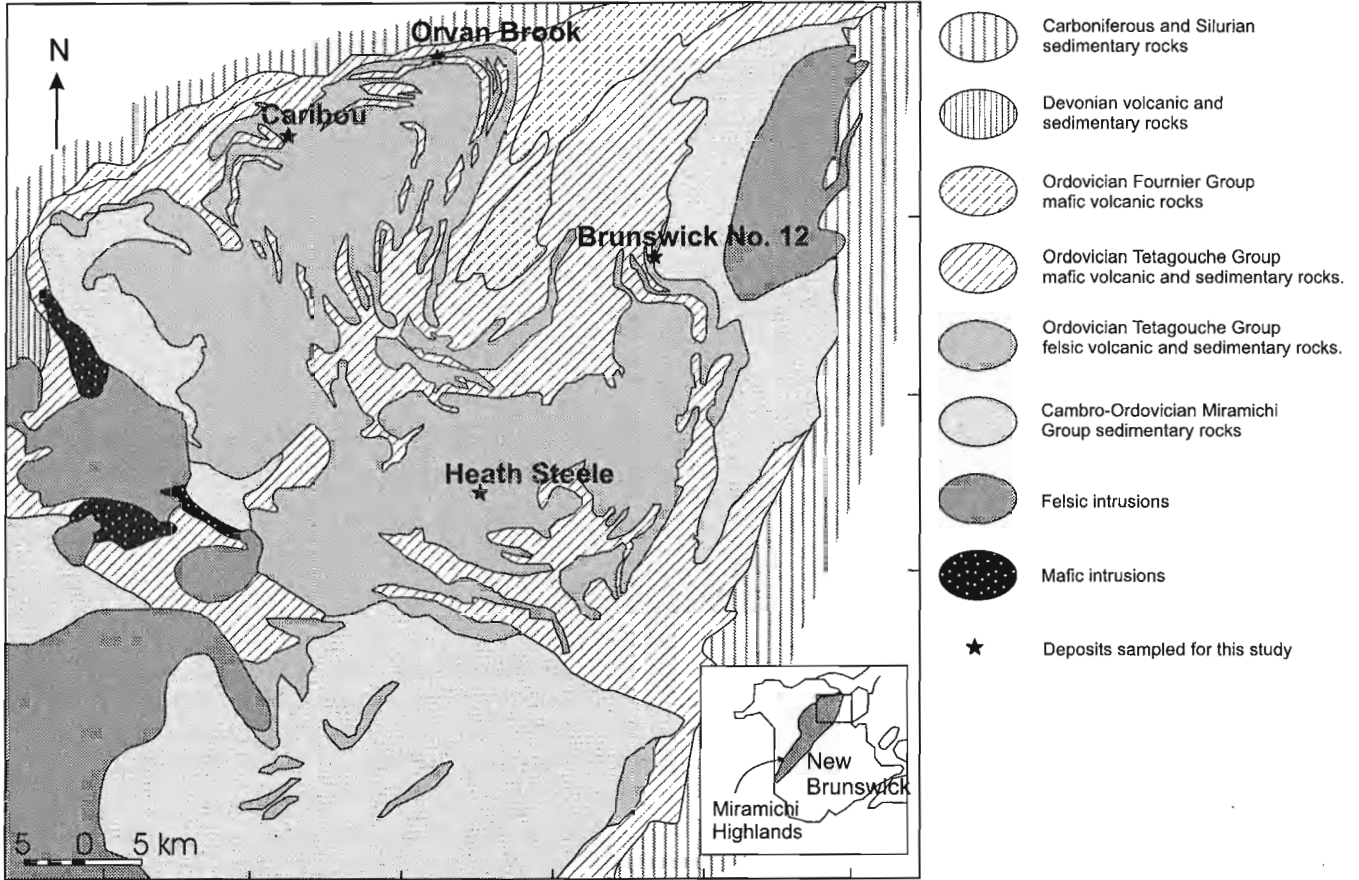 N
Orvan Brook
Caribou
Brunswick No. 12
Heath Steele
5 0 5 km
New
Brunswick
Miramichi
Highlands
Carboniferous and Silurian
sedimentary rocks
Devonian volcanic and
sedimentary rocks
Ordovician Fournier Group
mafic volcanic rocks
Ordovician Tetagouche Group
mafic volcanic and sedimentary rocks.
Ordovician Tetagouche Group
felsic volcanic and sedimentary rocks.
Cambro-Ordovician Miramichi
Group sedimentary rocks
Felsic intrusions
Mafic intrusions
Deposits sampled for this study